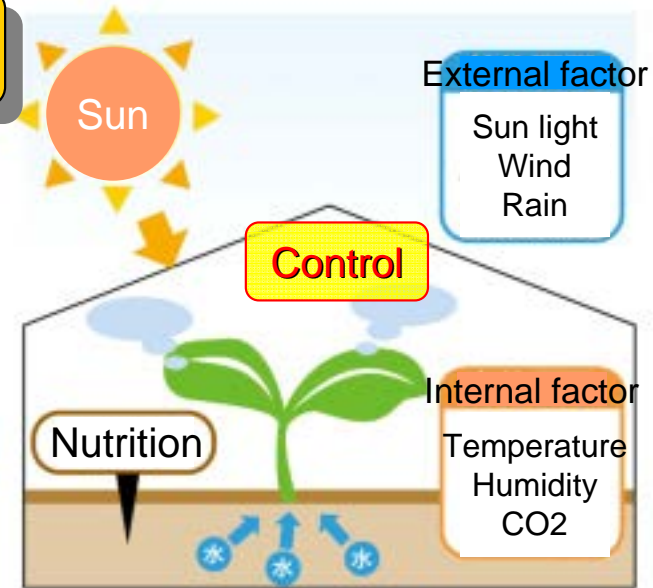 Sun
External factor
Sun light
Wind
Rain
Control
Internal factor
Temperature
Humidity
CO2
Nutrition
水
水
水